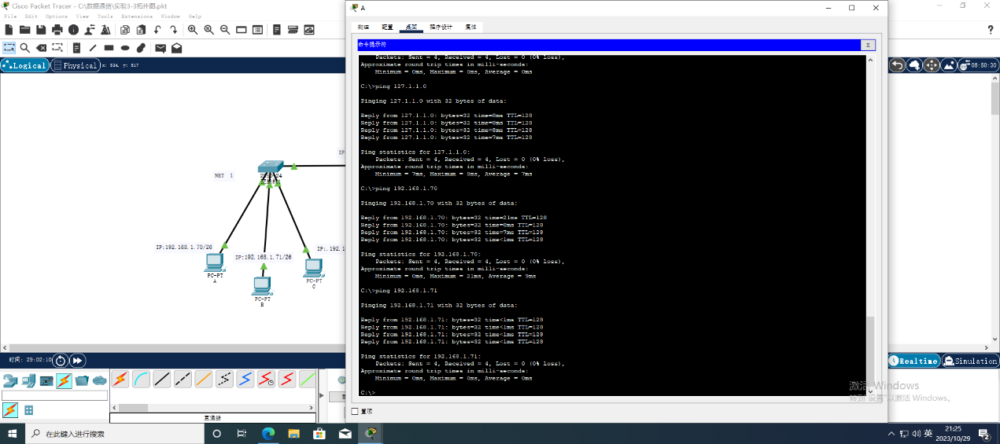 Cisco Packet Tracer - C:\数据通信\实验3-3拓扑图.pkt
File Edit Options View Tools Extensions Window Help
Logical
Physical
x: 524, y: 517
08:50:30
NET 1
IP:192.168.1.70/26
IP:192.168.1.71/26
IP:.192.1
PC-PT
A
PC-PT
B
PC-PT
C
A
物理 配置 桌面 程序设计 属性
命令提示符
X
Packets: Sent = 4, Received = 4, Lost = 0 (0% loss),
Approximate round trip times in milli-seconds:
Minimum = 0ms, Maximum = 0ms, Average = 0ms
C:\>ping 127.1.1.0
Pinging 127.1.1.0 with 32 bytes of data:
Reply from 127.1.1.0: bytes=32 time=8ms TTL=128
Reply from 127.1.1.0: bytes=32 time=8ms TTL=128
Reply from 127.1.1.0: bytes=32 time=8ms TTL=128
Reply from 127.1.1.0: bytes=32 time=7ms TTL=128
Ping statistics for 127.1.1.0:
Packets: Sent = 4, Received = 4, Lost = 0 (0% loss),
Approximate round trip times in milli-seconds:
Minimum = 7ms, Maximum = 8ms, Average = 7ms
C:\>ping 192.168.1.70
Pinging 192.168.1.70 with 32 bytes of data:
Reply from 192.168.1.70: bytes=32 time=21ms TTL=128
Reply from 192.168.1.70: bytes=32 time=8ms TTL=128
Reply from 192.168.1.70: bytes=32 time=7ms TTL=128
Reply from 192.168.1.70: bytes=32 time<1ms TTL=128
Ping statistics for 192.168.1.70:
Packets: Sent = 4, Received = 4, Lost = 0 (0% loss),
Approximate round trip times in milli-seconds:
Minimum = 0ms, Maximum = 21ms, Average = 9ms
C:\>ping 192.168.1.71
Pinging 192.168.1.71 with 32 bytes of data:
Reply from 192.168.1.71: bytes=32 time<1ms TTL=128
Reply from 192.168.1.71: bytes=32 time<1ms TTL=128
Reply from 192.168.1.71: bytes=32 time<1ms TTL=128
Reply from 192.168.1.71: bytes=32 time<1ms TTL=128
Ping statistics for 192.168.1.71:
Packets: Sent = 4, Received = 4, Lost = 0 (0% loss),
Approximate round trip times in milli-seconds:
Minimum = 0ms, Maximum = 0ms, Average = 0ms
C:\>
置顶
时间: 29:02:10
Realtime
Simulation
直通线
激活 Windows
转到"设置"以激活 Windows。
在此键入进行搜索
英
21:25
2023/10/29
2